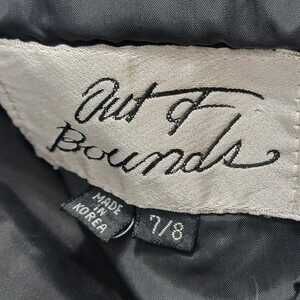 Out of
Bounds
MADE
IN
KOREA
7/8